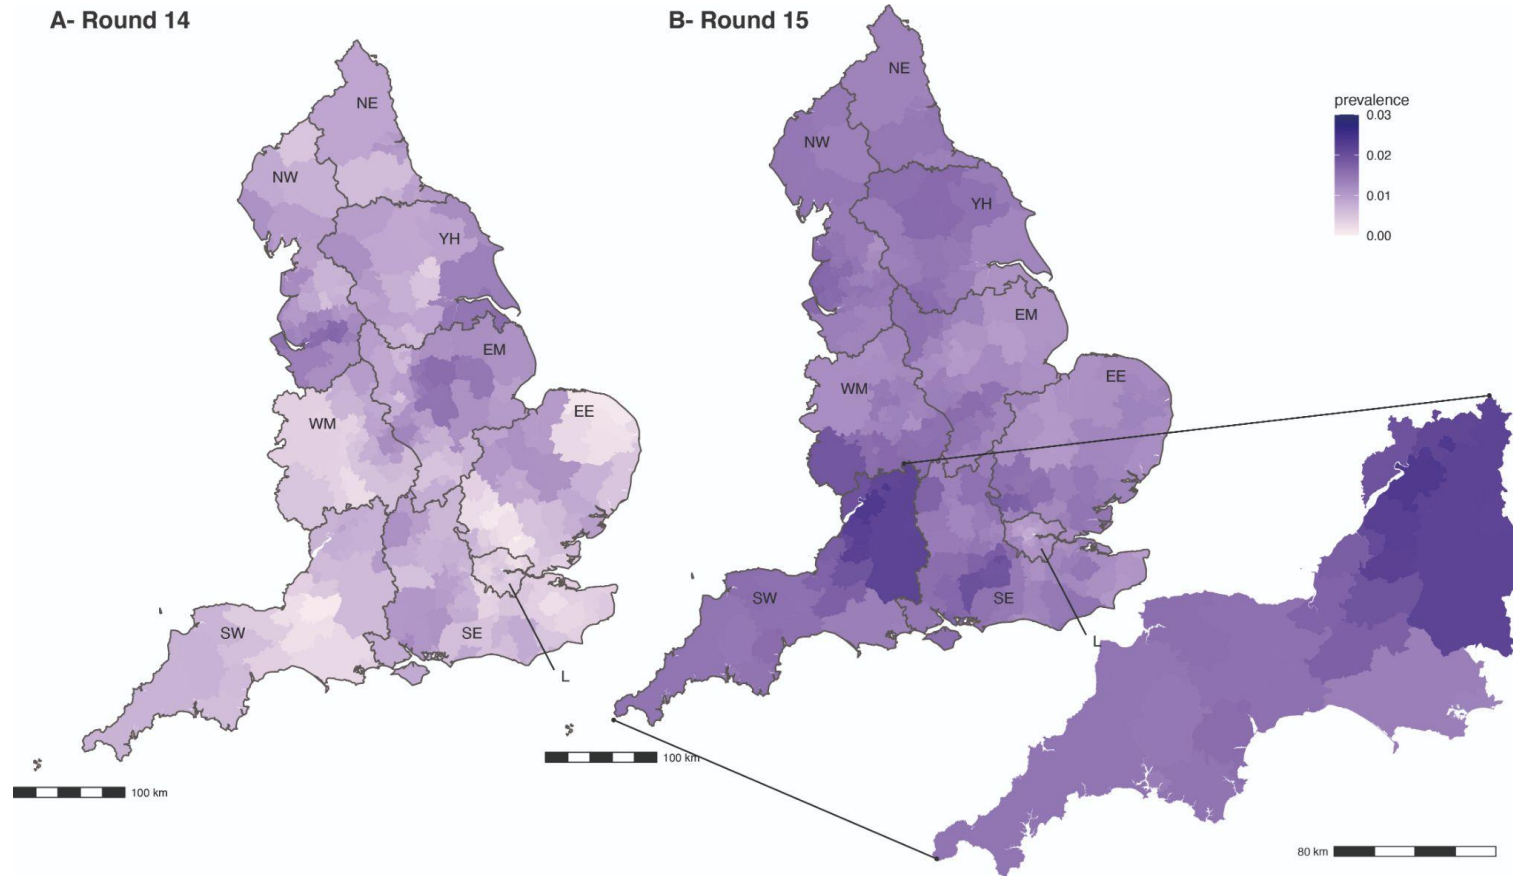 A- Round 14
B- Round 15
NE
NW
YH
EM
WM
EE
SW
SE
L
100 km
NE
NW
YH
EM
WM
EE
SW
SE
L
100 km
prevalence
0.03
0.02
0.01
0.00
80 km